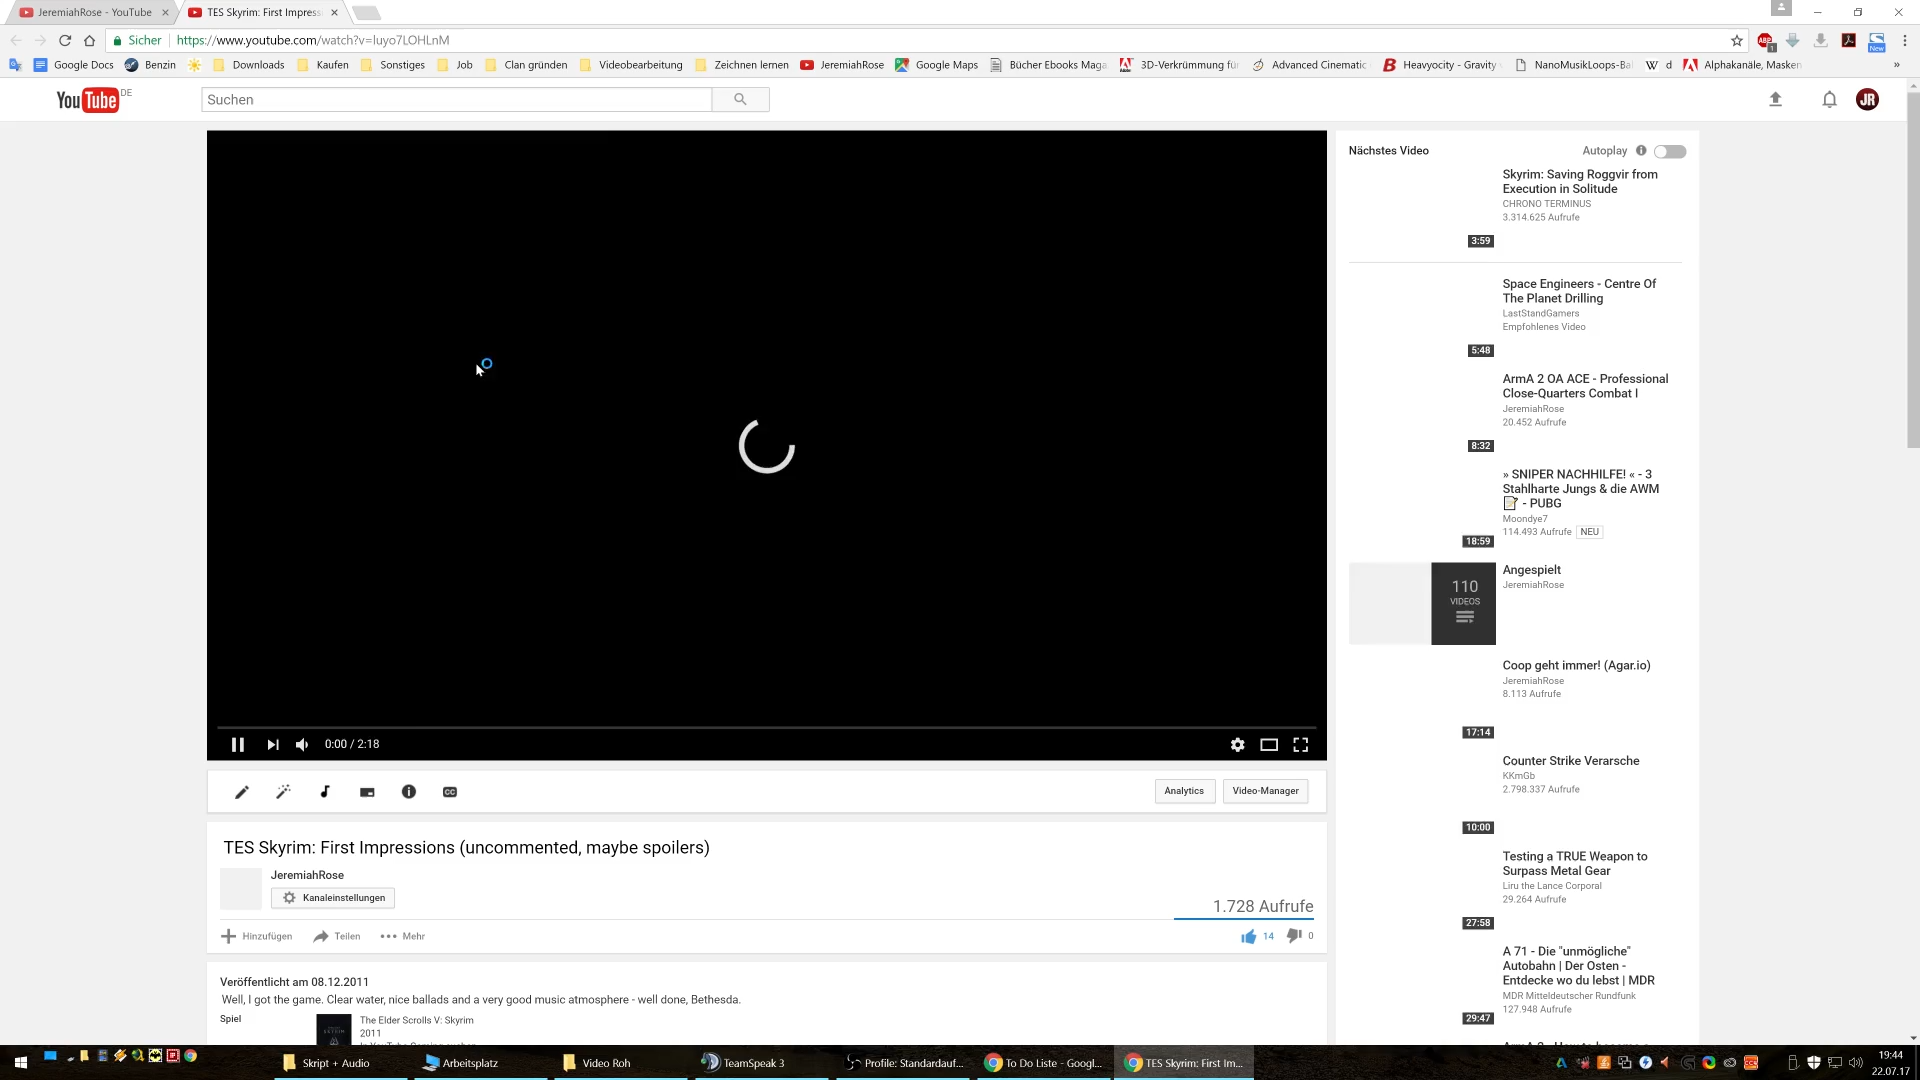 JeremiahRose - YouTube
TES Skyrim: First Impress
Sicher
https://www.youtube.com/watch?v=luyo7LOHLnM
Google Docs
Benzin
Downloads
Kaufen
Sonstiges
Job
Clan gründen
Videobearbeitung
Zeichnen lernen
JeremiahRose
Google Maps
Bücher Ebooks Maga
3D-Verkrümmung fü
Advanced Cinematic
Heavyocity - Gravity
NanoMusikLoops-Ba
W d
Alphakanäle, Masken
YouTube DE
Suchen
JR
Nächstes Video
Autoplay
Skyrim: Saving Roggvir from
Execution in Solitude
CHRONO TERMINUS
3.314.625 Aufrufe
3:59
Space Engineers - Centre Of
The Planet Drilling
LastStandGamers
Empfohlenes Video
5:48
ArmA 2 OA ACE - Professional
Close-Quarters Combat I
JeremiahRose
20.452 Aufrufe
8:32
» SNIPER NACHHILFE! « - 3
Stahlharte Jungs & die AWM
📝 - PUBG
Moondye7
114.493 Aufrufe NEU
18:59
110
VIDEOS
Angespielt
JeremiahRose
Coop geht immer! (Agar.io)
JeremiahRose
8.113 Aufrufe
17:14
Counter Strike Verarsche
KKmGb
2.798.337 Aufrufe
10:00
Testing a TRUE Weapon to
Surpass Metal Gear
Liru the Lance Corporal
29.264 Aufrufe
27:58
A 71 - Die "unmögliche"
Autobahn | Der Osten -
Entdecke wo du lebst | MDR
MDR Mitteldeutscher Rundfunk
127.948 Aufrufe
29:47
0:00 / 2:18
CC
Analytics
Video-Manager
TES Skyrim: First Impressions (uncommented, maybe spoilers)
JeremiahRose
Kanaleinstellungen
1.728 Aufrufe
Hinzufügen
Teilen
Mehr
14
0
Veröffentlicht am 08.12.2011
Well, I got the game. Clear water, nice ballads and a very good music atmosphere - well done, Bethesda.
Spiel
The Elder Scrolls V: Skyrim
2011
Skript + Audio
Arbeitsplatz
Video Roh
TeamSpeak 3
Profile: Standardauf...
To Do Liste - Googl...
TES Skyrim: First Im...
19:44
22.07.17